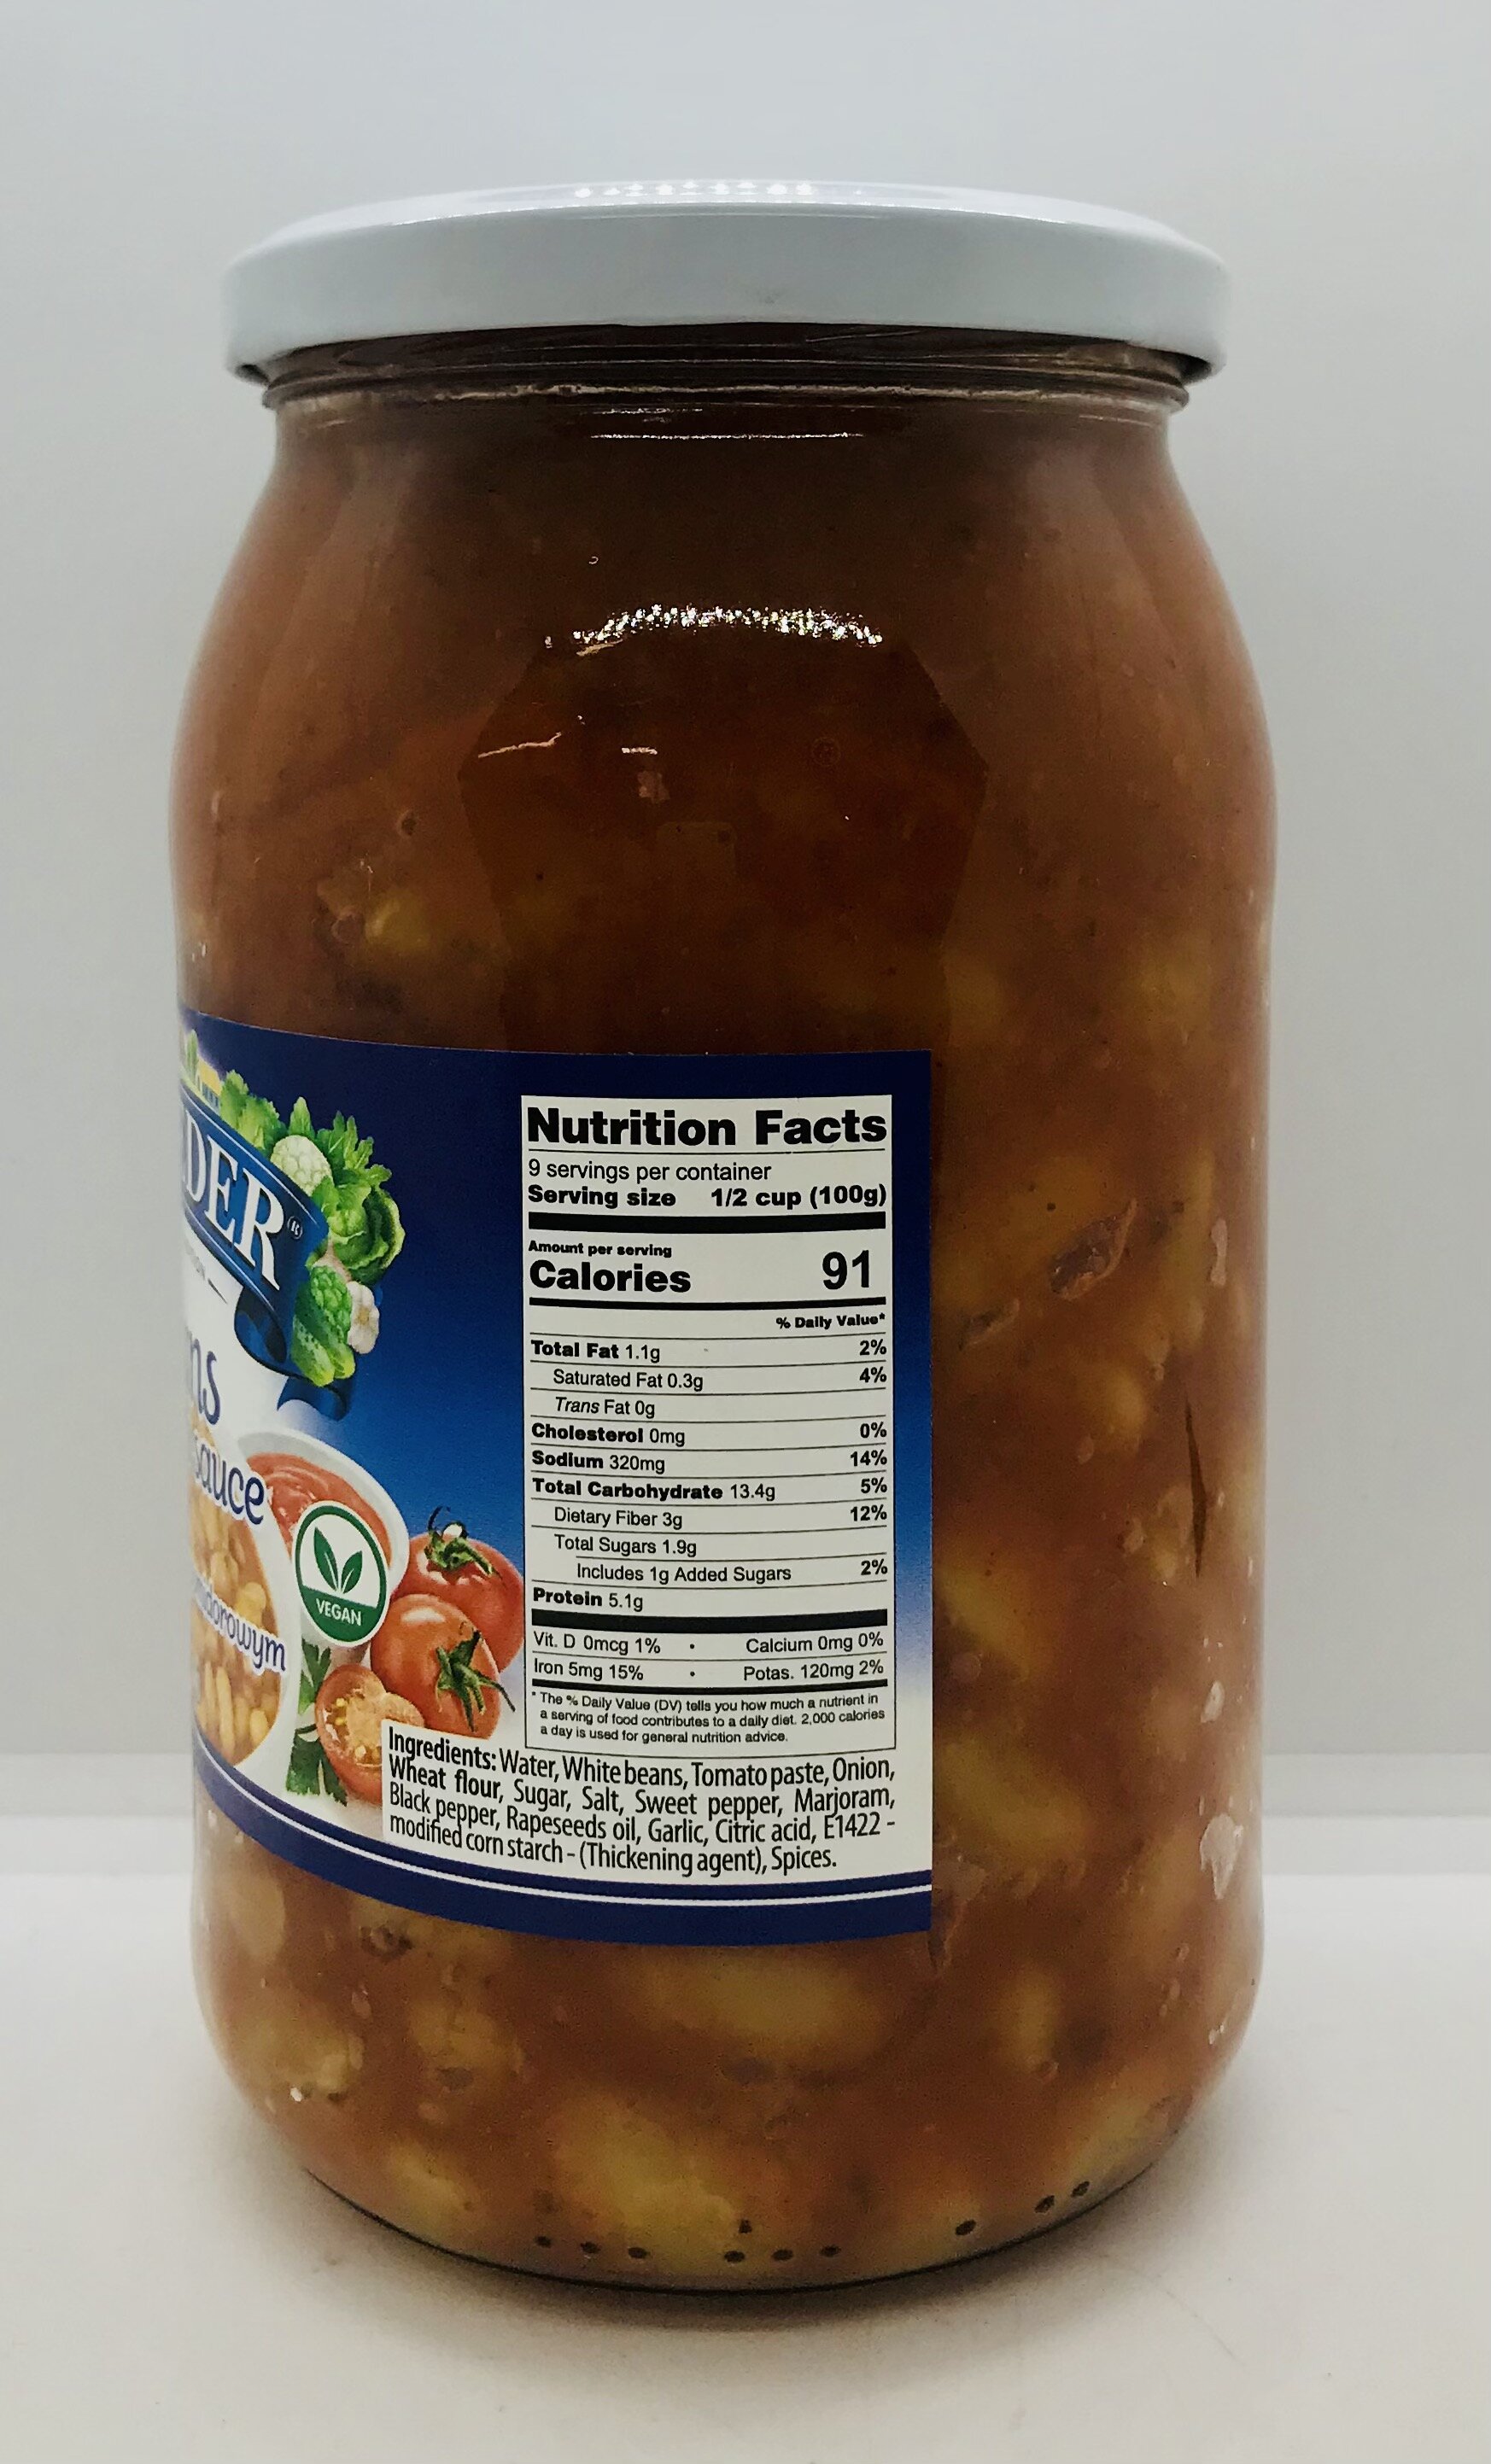 DER®
ns
sauce
dorowym
VEGAN
Nutrition Facts
9 servings per container
Serving size 1/2 cup (100g)
Amount per serving
Calories 91
% Daily Value*
Total Fat 1.1g 2%
Saturated Fat 0.3g 4%
Trans Fat 0g
Cholesterol 0mg 0%
Sodium 320mg 14%
Total Carbohydrate 13.4g 5%
Dietary Fiber 3g 12%
Total Sugars 1.9g
Includes 1g Added Sugars 2%
Protein 5.1g
Vit. D 0mcg 1% • Calcium 0mg 0%
Iron 5mg 15% • Potas. 120mg 2%
* The % Daily Value (DV) tells you how much a nutrient in
a serving of food contributes to a daily diet. 2,000 calories
a day is used for general nutrition advice.
Ingredients: Water, White beans, Tomato paste, Onion,
Wheat flour, Sugar, Salt, Sweet pepper, Marjoram,
Black pepper, Rapeseeds oil, Garlic, Citric acid, E1422 -
modified corn starch - (Thickening agent), Spices.